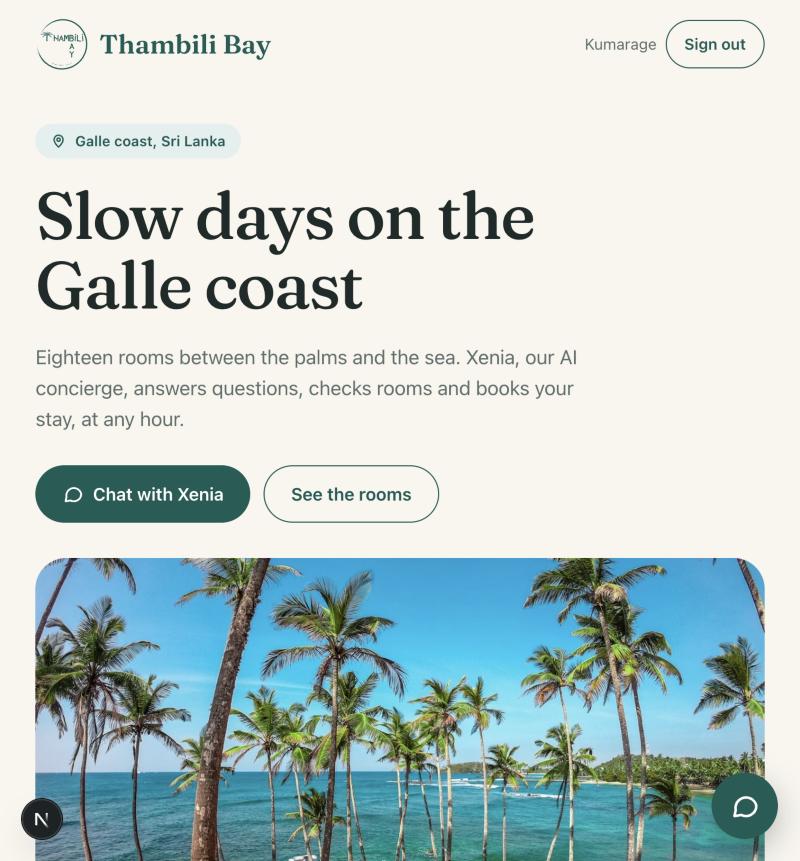 THAMBILI
BAY
Thambili Bay
Kumarage
Sign out
Galle coast, Sri Lanka
Slow days on the
Galle coast
Eighteen rooms between the palms and the sea. Xenia, our AI
concierge, answers questions, checks rooms and books your
stay, at any hour.
Chat with Xenia
See the rooms
N